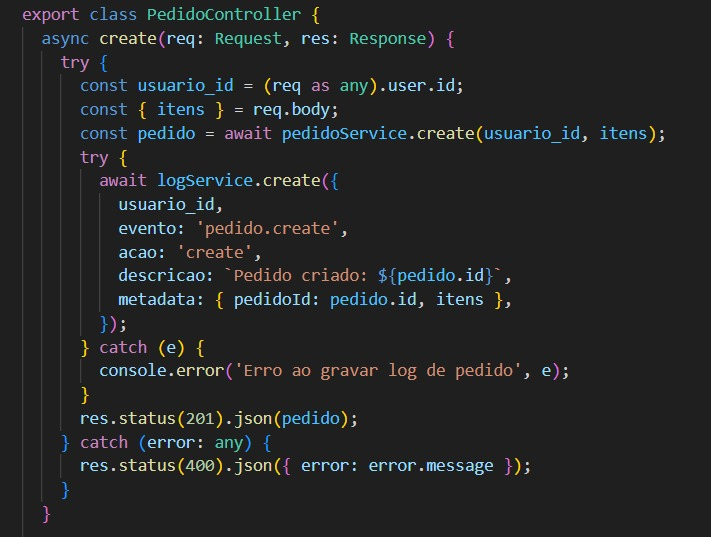 export class PedidoController {
  async create(req: Request, res: Response) {
    try {
      const usuario_id = (req as any).user.id;
      const { itens } = req.body;
      const pedido = await pedidoService.create(usuario_id, itens);
      try {
        await logService.create({
          usuario_id,
          evento: 'pedido.create',
          acao: 'create',
          descricao: `Pedido criado: ${pedido.id}`,
          metadata: { pedidoId: pedido.id, itens },
        });
      } catch (e) {
        console.error('Erro ao gravar log de pedido', e);
      }
      res.status(201).json(pedido);
    } catch (error: any) {
      res.status(400).json({ error: error.message });
    }
  }